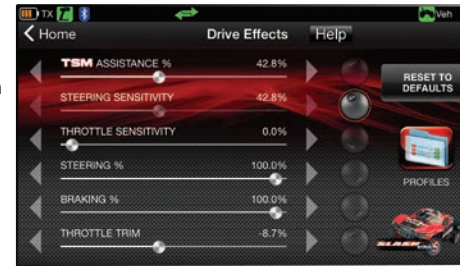 TX
Veh
Home
Drive Effects
Help
TSM ASSISTANCE % 42.8%
STEERING SENSITIVITY 42.8%
THROTTLE SENSITIVITY 0.0%
STEERING % 100.0%
BRAKING % 100.0%
THROTTLE TRIM -8.7%
RESET TO
DEFAULTS
PROFILES
SLASH